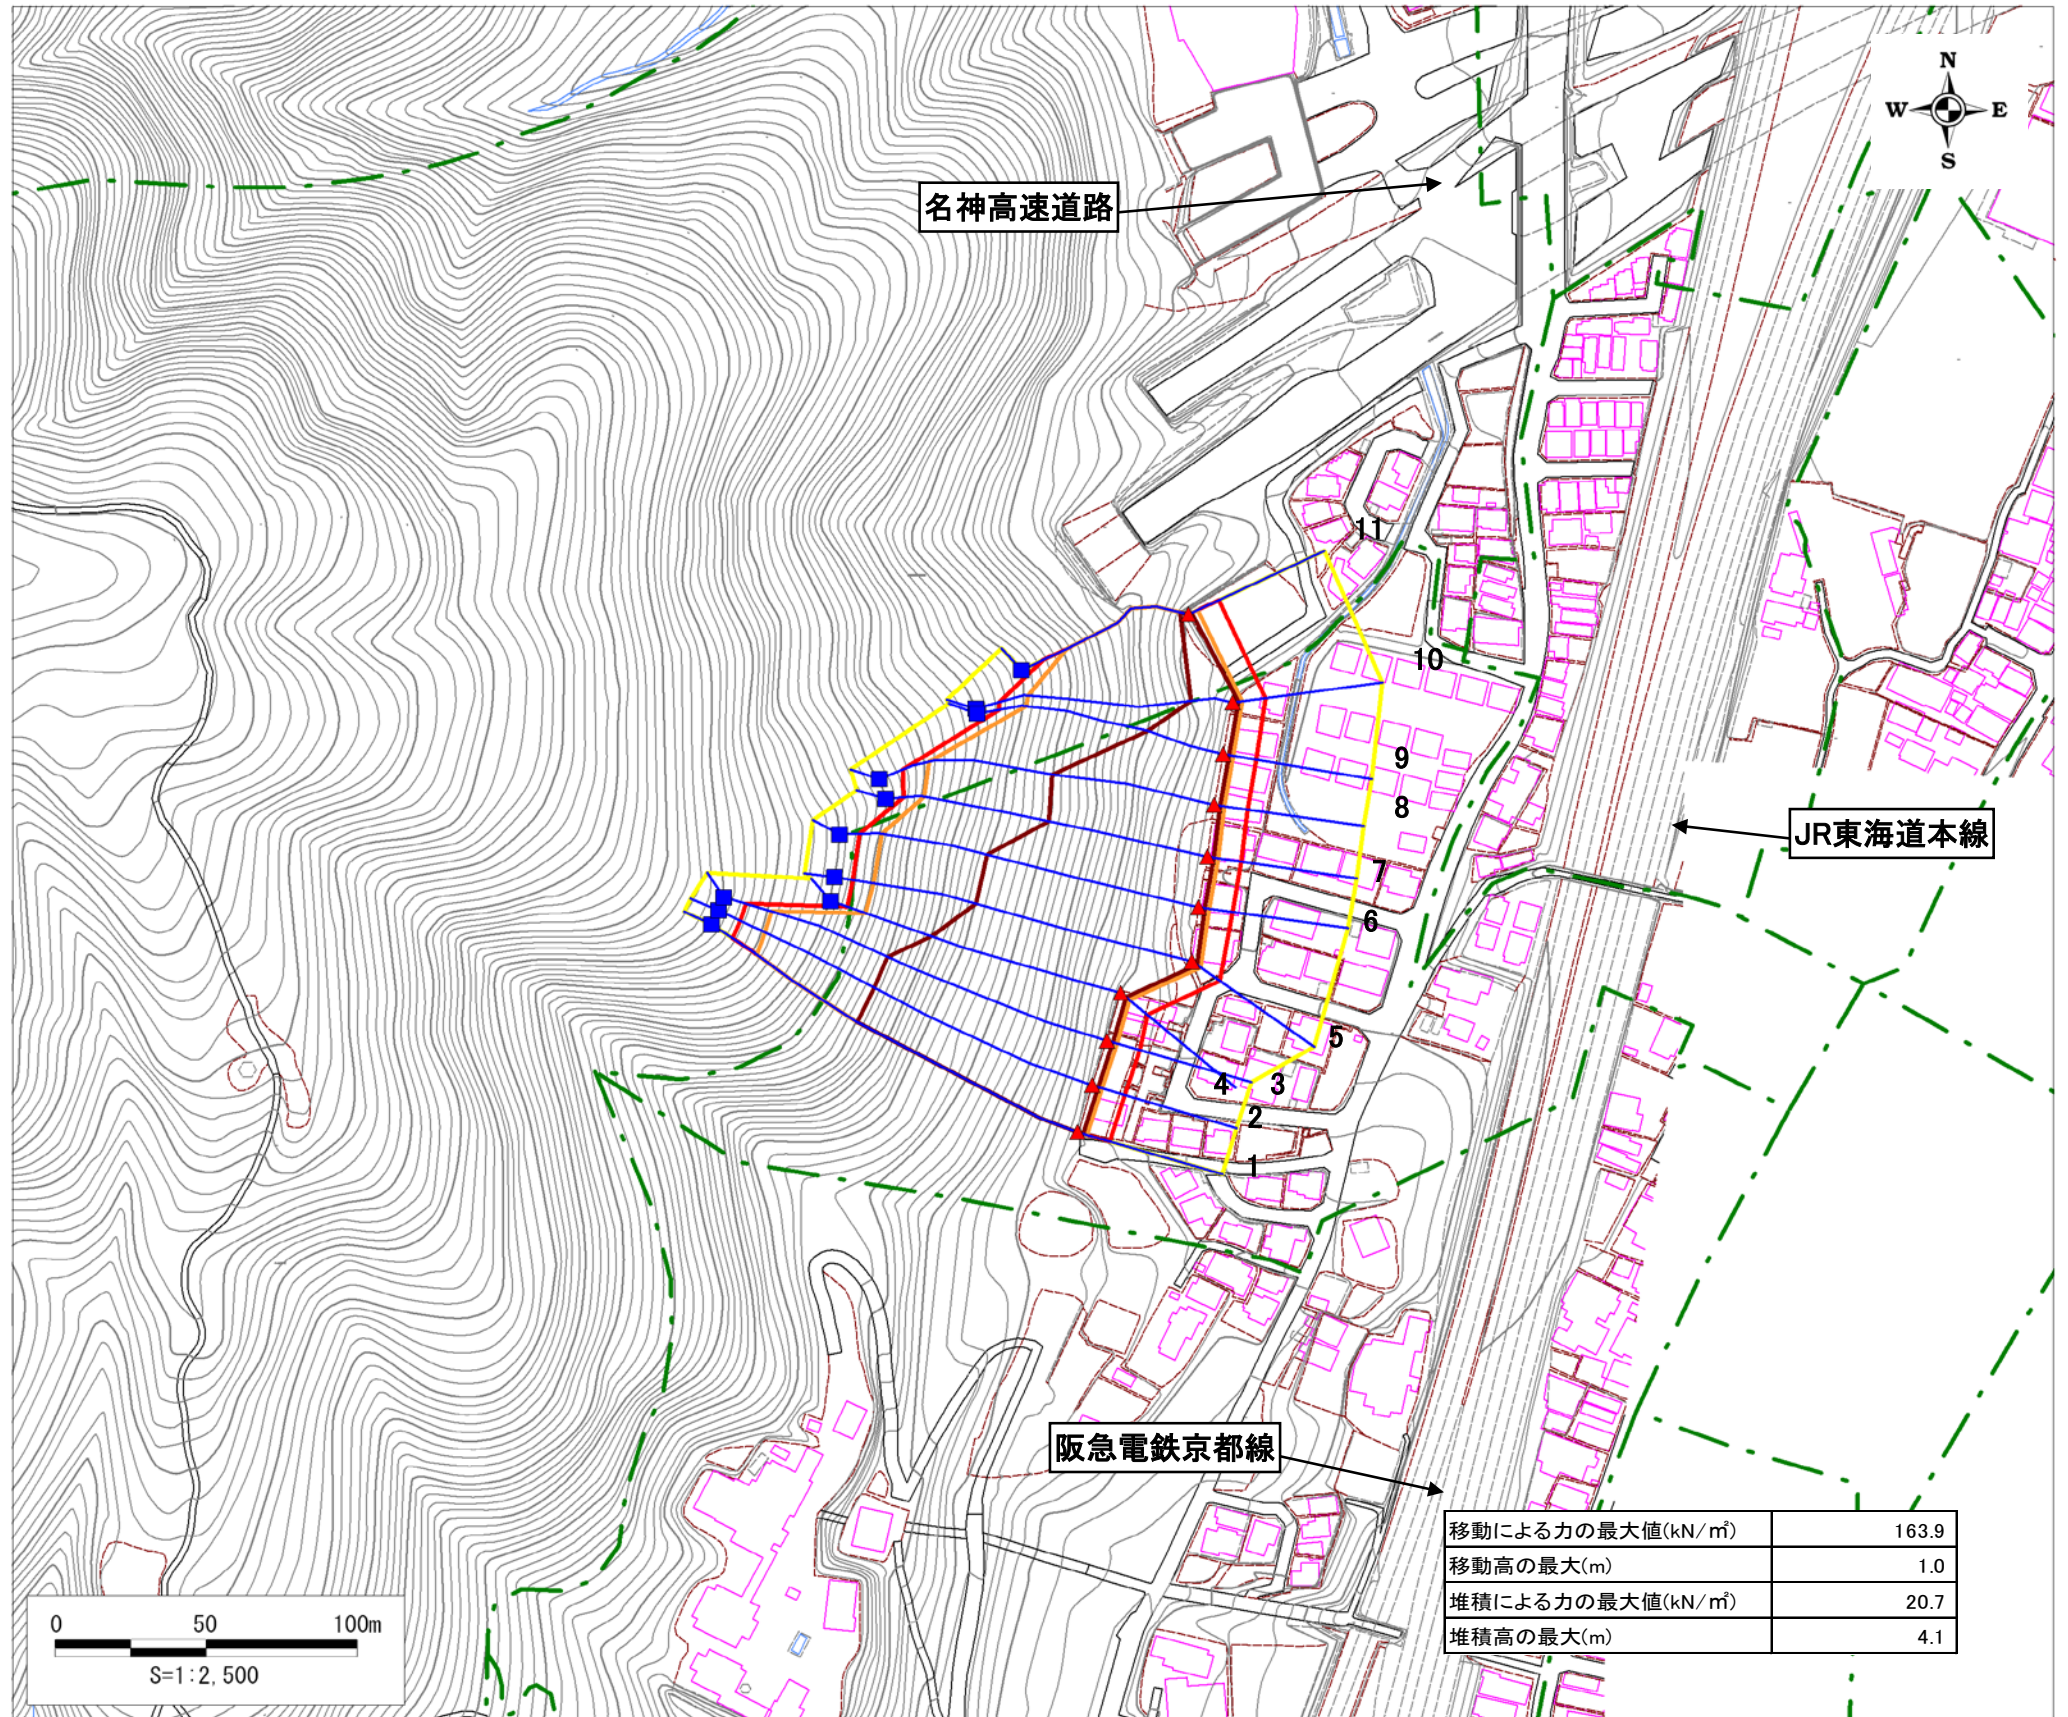 N
W E
S
名神高速道路
11
10
9
8
7
6
5
4
3
2
1
JR東海道本線
阪急電鉄京都線
移動による力の最大値(kN/㎡) 163.9
移動高の最大(m) 1.0
堆積による力の最大値(kN/㎡) 20.7
堆積高の最大(m) 4.1
0 50 100m
S=1:2,500